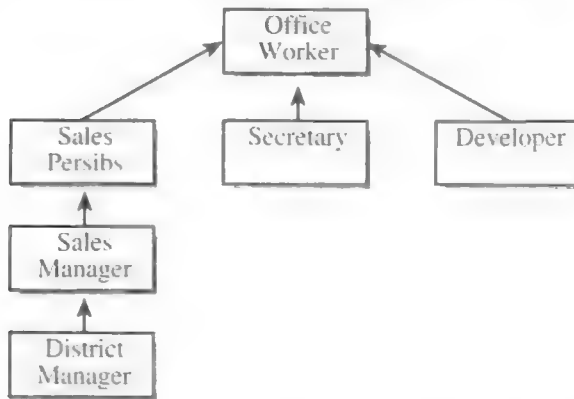 Office
Worker
Sales
Persibs
Secretary
Developer
Sales
Manager
District
Manager